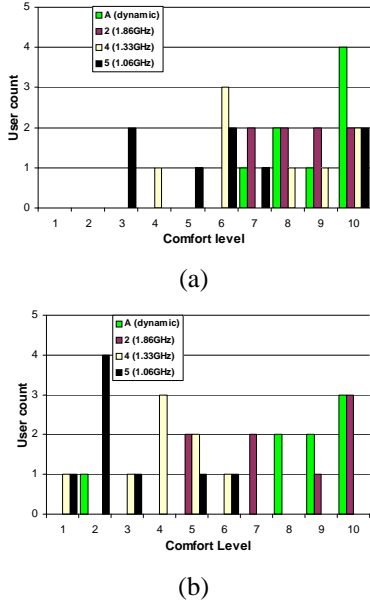 5
4
3
2
1
0
User count
A (dynamic)
2 (1.86GHz)
4 (1.33GHz)
5 (1.06GHz)
1 2 3 4 5 6 7 8 9 10
Comfort level
(a)
5
4
3
2
1
0
User count
A (dynamic)
2 (1.86GHz)
4 (1.33GHz)
5 (1.06GHz)
1 2 3 4 5 6 7 8 9 10
Comfort Level
(b)